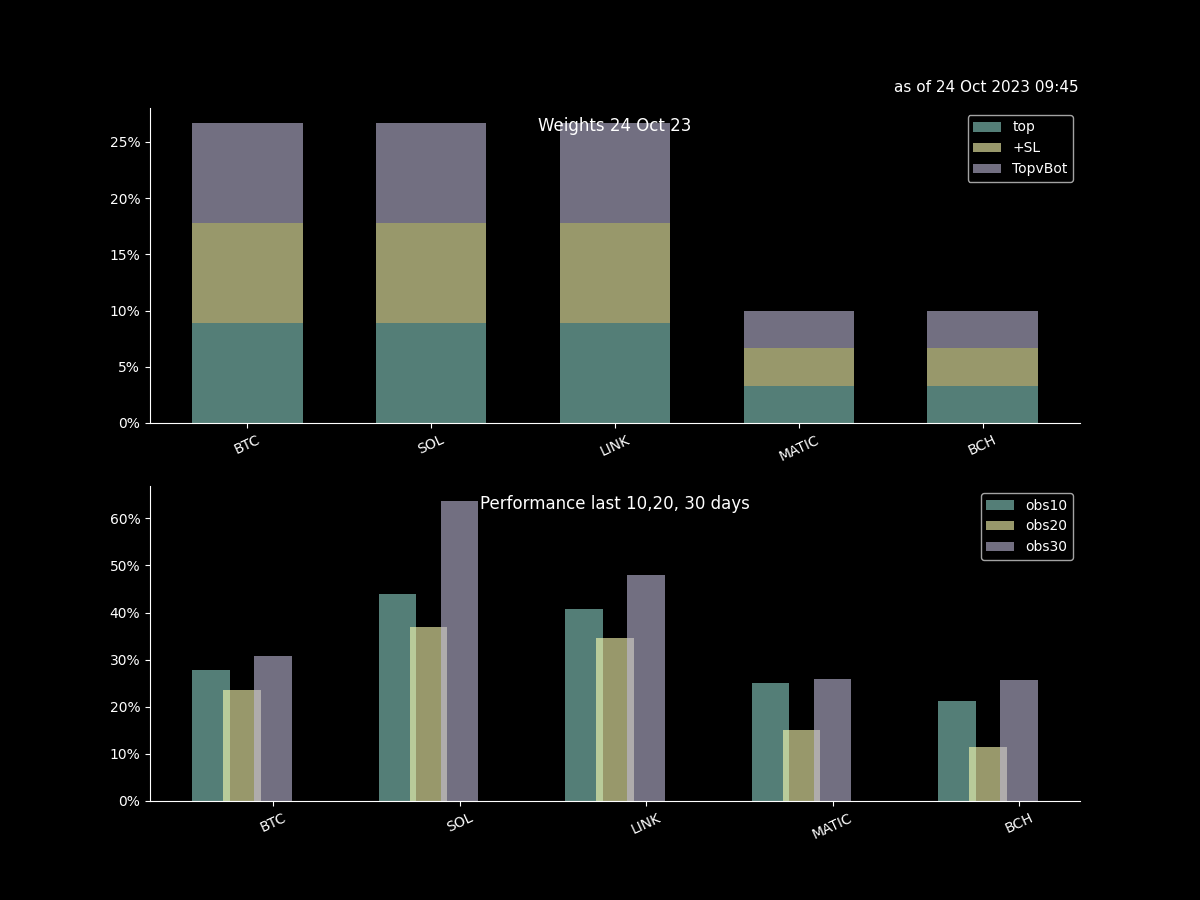 as of 24 Oct 2023 09:45
Weights 24 Oct 23
top
+SL
TopvBot
25%
20%
15%
10%
5%
0%
BTC
SOL
LINK
MATIC
BCH
Performance last 10,20, 30 days
obs10
obs20
obs30
60%
50%
40%
30%
20%
10%
0%
BTC
SOL
LINK
MATIC
BCH